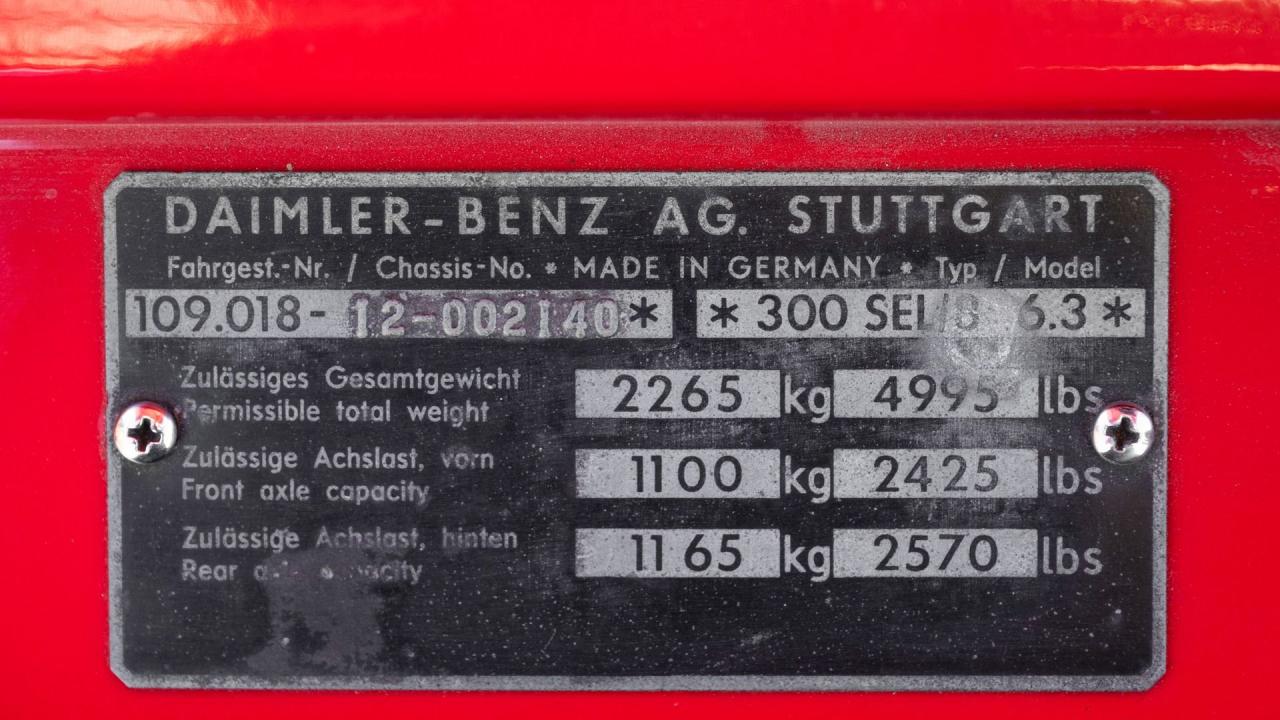 DAIMLER-BENZ AG. STUTTGART
Fahrgest.-Nr. / Chassis-No. * MADE IN GERMANY * Typ / Model
109.018- 12-002140* * 300 SEL/8 6.3 *
Zulässiges Gesamtgewicht
Permissible total weight
2265 kg 4995 lbs
Zulässige Achslast, vorn
Front axle capacity
1100 kg 2425 lbs
Zulässige Achslast, hinten
Rear
1165 kg 2570 lbs